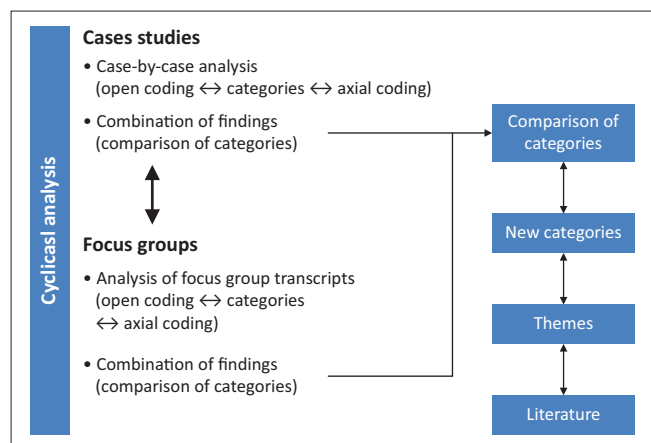 Cyclicasl analysis
Cases studies
• Case-by-case analysis
(open coding ↔ categories ↔ axial coding)
• Combination of findings
(comparison of categories)
Focus groups
• Analysis of focus group transcripts
(open coding ↔ categories
↔ axial coding)
• Combination of findings
(comparison of categories)
Comparison of
categories
New categories
Themes
Literature